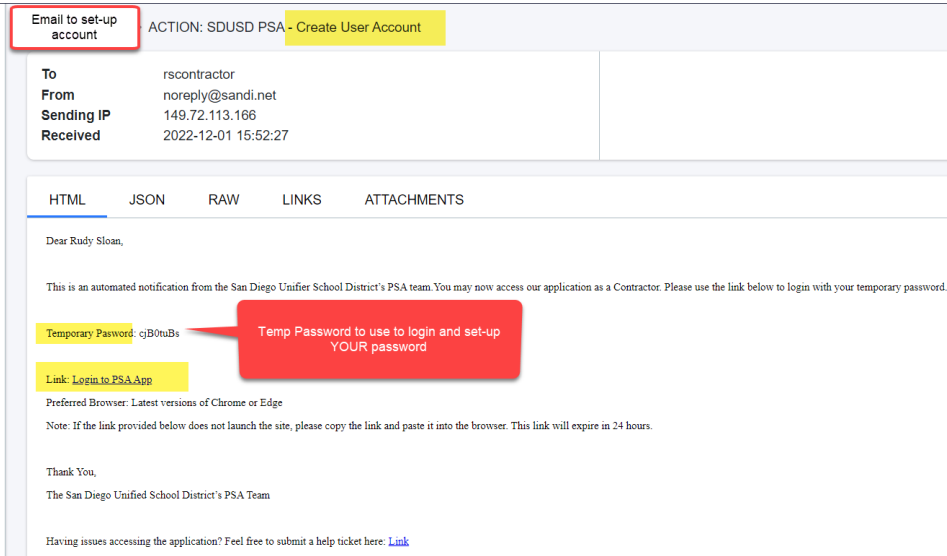 Email to set-up
account
ACTION: SDUSD PSA - Create User Account
To rscontractor
From noreply@sandi.net
Sending IP 149.72.113.166
Received 2022-12-01 15:52:27
HTML JSON RAW LINKS ATTACHMENTS
Dear Rudy Sloan,
This is an automated notification from the San Diego Unifier School District's PSA team.You may now access our application as a Contractor. Please use the link below to login with your temporary password.
Temporary Pasword: cjB0tuBs
Temp Password to use to login and set-up
YOUR password
Link: Login to PSA App
Preferred Browser: Latest versions of Chrome or Edge
Note: If the link provided below does not launch the site, please copy the link and paste it into the browser. This link will expire in 24 hours.
Thank You,
The San Diego Unified School District's PSA Team
Having issues accessing the application? Feel free to submit a help ticket here: Link